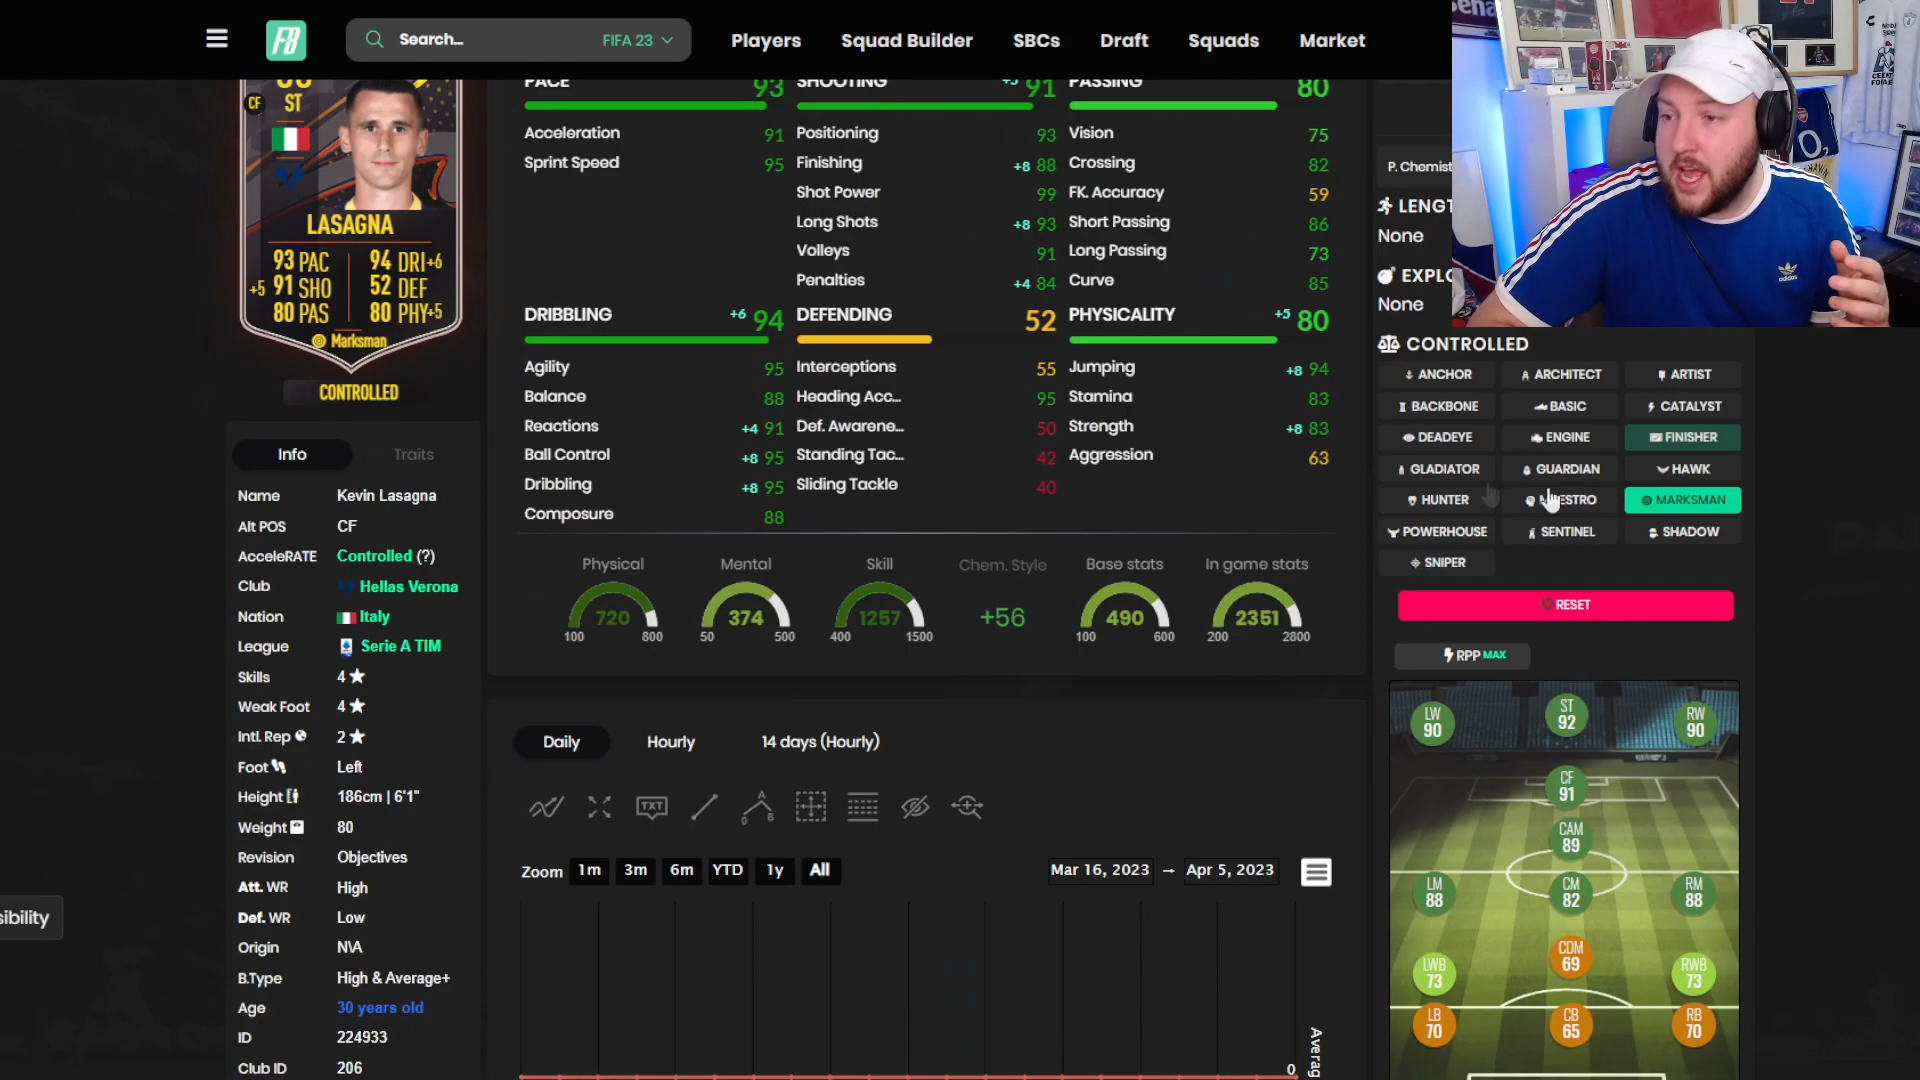 Search...
FIFA 23
Players
Squad Builder
SBCs
Draft
Squads
Market
ST
CF
LASAGNA
93 PAC 94 DRI+6
+5 91 SHO 52 DEF
80 PAS 80 PHY+5
Marksman
CONTROLLED
PACE 93
Acceleration 91
Sprint Speed 95
SHOOTING +5 91
Positioning 93
Finishing +8 88
Shot Power 99
Long Shots +8 93
Volleys 91
Penalties +4 84
PASSING 80
Vision 75
Crossing 82
FK. Accuracy 59
Short Passing 86
Long Passing 73
Curve 85
DRIBBLING +6 94
Agility 95
Balance 88
Reactions +4 91
Ball Control +8 95
Dribbling +8 95
Composure 88
DEFENDING 52
Interceptions 55
Heading Acc... 95
Def. Awarene... 50
Standing Tac... 42
Sliding Tackle 40
PHYSICALITY +5 80
Jumping +8 94
Stamina 83
Strength +8 83
Aggression 63
Physical 720 100 800
Mental 374 50 500
Skill 1257 400 1500
Chem. Style +56
Base stats 490 100 600
In game stats 2351 200 2800
Info
Traits
Name Kevin Lasagna
Alt POS CF
AcceleRATE Controlled (?)
Club Hellas Verona
Nation Italy
League Serie A TIM
Skills 4
Weak Foot 4
Intl. Rep 2
Foot Left
Height 186cm | 6'1"
Weight 80
Revision Objectives
Att. WR High
Def. WR Low
Origin N\A
B.Type High & Average+
Age 30 years old
ID 224933
Club ID 206
sibility
Daily
Hourly
14 days (Hourly)
TXT
A
0 B
Zoom 1m 3m 6m YTD 1y All
Mar 16, 2023 → Apr 5, 2023
0
Averag
P. Chemist
LENGT
None
EXPLO
None
CONTROLLED
ANCHOR ARCHITECT ARTIST
BACKBONE BASIC CATALYST
DEADEYE ENGINE FINISHER
GLADIATOR GUARDIAN HAWK
HUNTER ESTRO MARKSMAN
POWERHOUSE SENTINEL SHADOW
SNIPER
RESET
RPP MAX
LW 90
ST 92
RW 90
CF 91
CAM 89
LM 88
CM 82
RM 88
CDM 69
LWB 73
RWB 73
LB 70
CB 65
RB 70